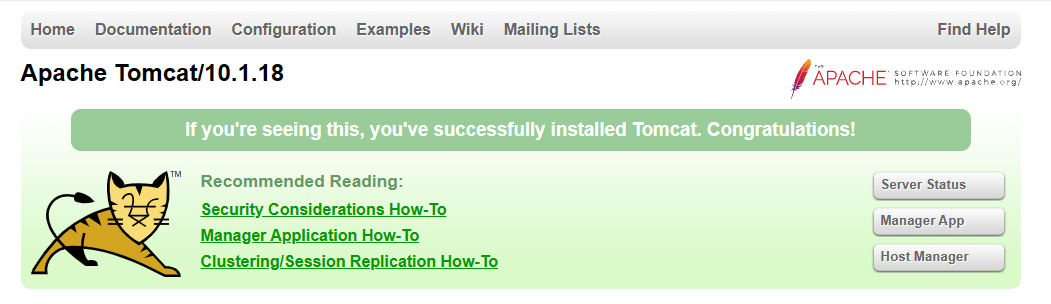 Home Documentation Configuration Examples Wiki Mailing Lists Find Help
Apache Tomcat/10.1.18
THE
APACHE® SOFTWARE FOUNDATION
http://www.apache.org/
If you're seeing this, you've successfully installed Tomcat. Congratulations!
TM
Recommended Reading:
Security Considerations How-To
Manager Application How-To
Clustering/Session Replication How-To
Server Status
Manager App
Host Manager